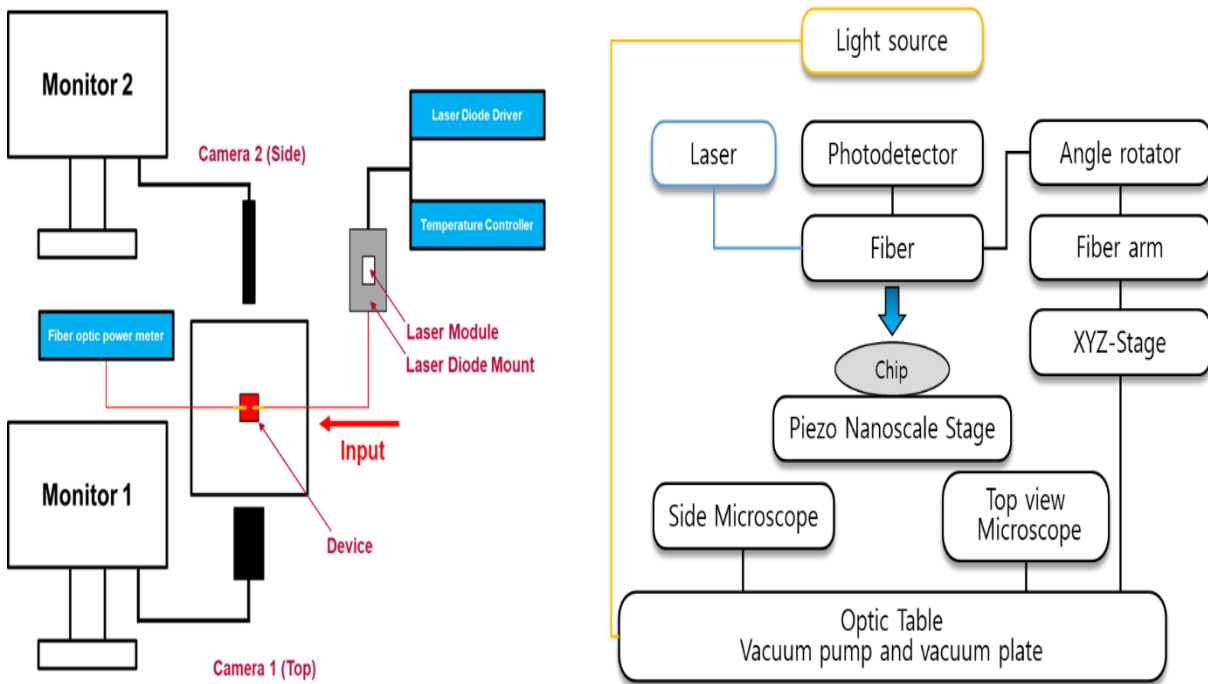 Monitor 2
Camera 2 (Side)
Laser Diode Driver
Temperature Controller
Laser Module
Laser Diode Mount
Fiber optic power meter
Input
Monitor 1
Device
Camera 1 (Top)
Light source
Laser
Photodetector
Angle rotator
Fiber
Fiber arm
XYZ-Stage
Chip
Piezo Nanoscale Stage
Side Microscope
Top view
Microscope
Optic Table
Vacuum pump and vacuum plate